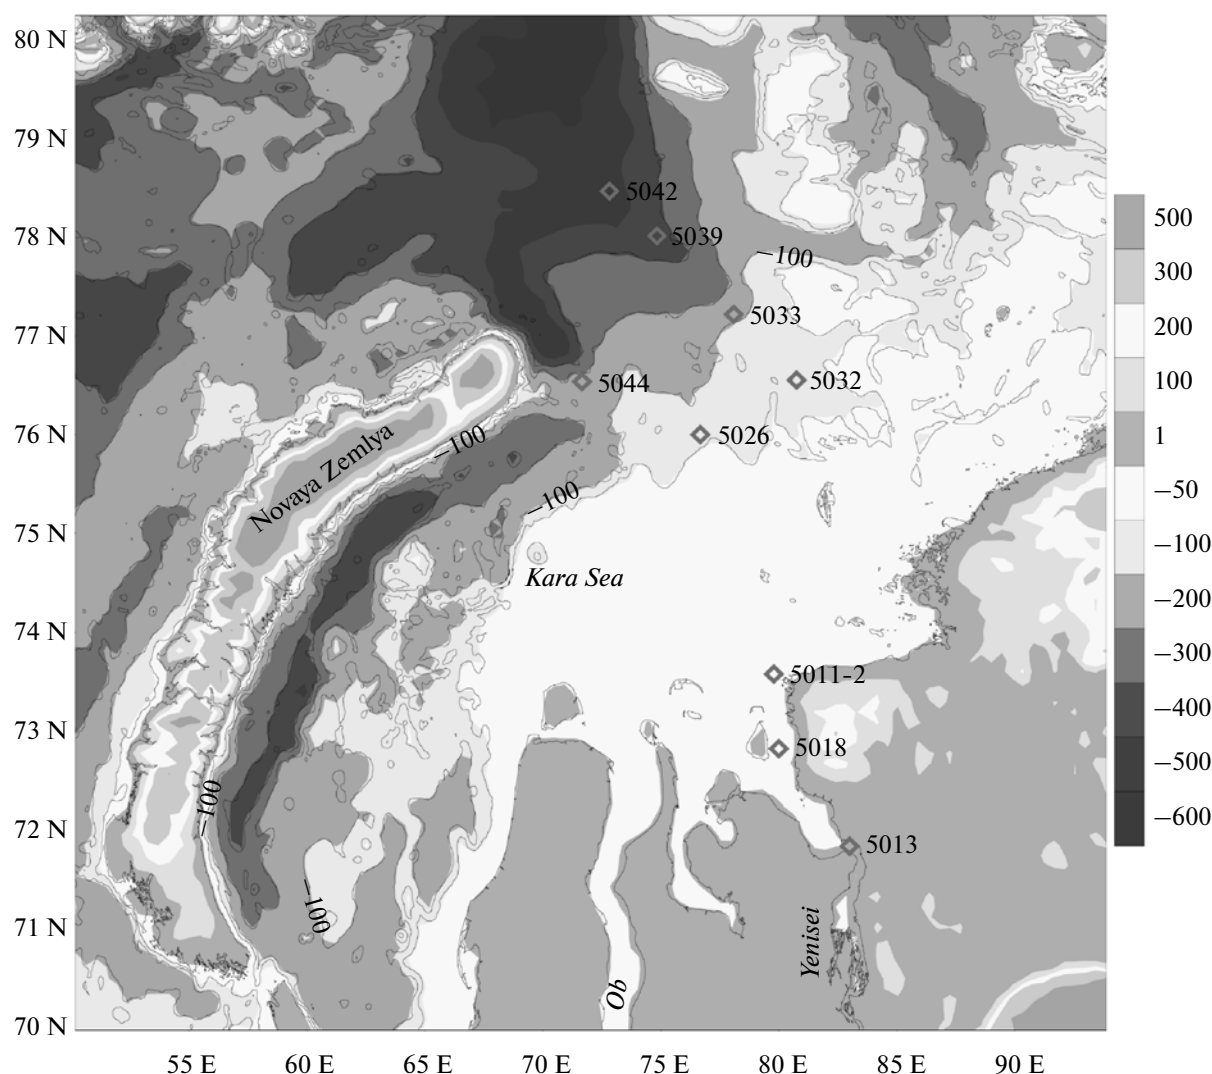 80 N
79 N
78 N
77 N
76 N
75 N
74 N
73 N
72 N
71 N
70 N
5042
5039
−100
5033
5044
5032
5026
Novaya Zemlya
−100
−100
Kara Sea
5011-2
5018
−100
5013
−100
Yenisei
Ob
500
300
200
100
1
−50
−100
−200
−300
−400
−500
−600
55 E 60 E 65 E 70 E 75 E 80 E 85 E 90 E